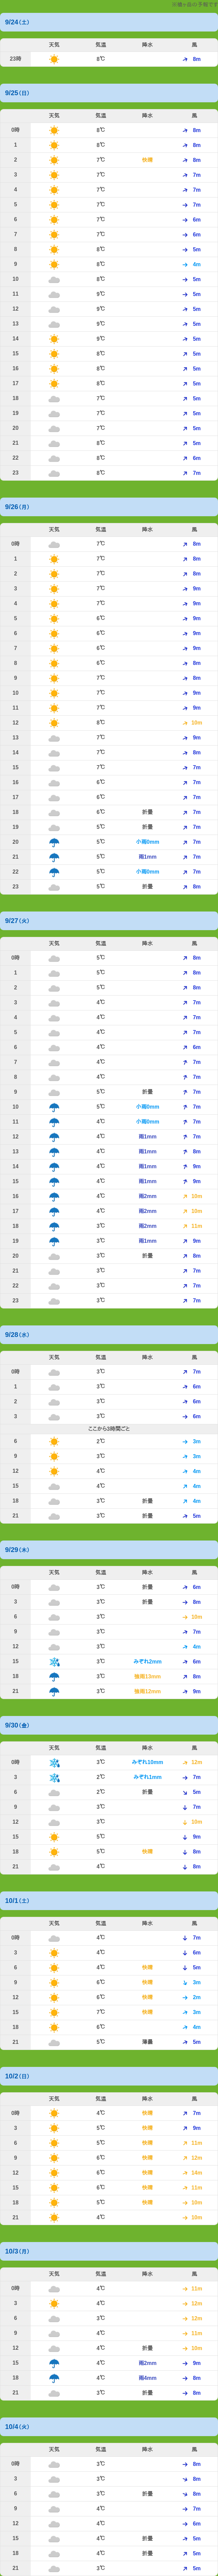 9/24(土)
天気 気温 降水 風
23時 8℃ 8m
9/25(日)
天気 気温 降水 風
0時 8℃ 8m
1 8℃ 8m
2 7℃ 快晴 8m
3 7℃ 7m
4 7℃ 7m
5 7℃ 7m
6 7℃ 6m
7 7℃ 6m
8 8℃ 5m
9 8℃ 4m
10 8℃ 5m
11 9℃ 5m
12 9℃ 5m
13 9℃ 5m
14 9℃ 5m
15 8℃ 5m
16 8℃ 5m
17 8℃ 5m
18 7℃ 5m
19 7℃ 5m
20 7℃ 5m
21 8℃ 5m
22 8℃ 6m
23 8℃ 7m
9/26(月)
天気 気温 降水 風
0時 7℃ 8m
1 7℃ 8m
2 7℃ 8m
3 7℃ 9m
4 7℃ 9m
5 6℃ 9m
6 6℃ 9m
7 6℃ 9m
8 6℃ 8m
9 7℃ 8m
10 7℃ 9m
11 7℃ 9m
12 8℃ 10m
13 7℃ 9m
14 7℃ 8m
15 7℃ 7m
16 6℃ 7m
17 6℃ 7m
18 6℃ 折曇 7m
19 5℃ 折曇 7m
20 5℃ 小雨0mm 7m
21 5℃ 雨1mm 7m
22 5℃ 小雨0mm 7m
23 5℃ 折曇 8m
9/27(火)
天気 気温 降水 風
0時 5℃ 8m
1 5℃ 8m
2 5℃ 8m
3 4℃ 7m
4 4℃ 7m
5 4℃ 7m
6 4℃ 6m
7 4℃ 7m
8 4℃ 7m
9 5℃ 折曇 7m
10 5℃ 小雨0mm 7m
11 4℃ 小雨0mm 7m
12 4℃ 雨1mm 7m
13 4℃ 雨1mm 8m
14 4℃ 雨1mm 9m
15 4℃ 雨1mm 9m
16 4℃ 雨2mm 10m
17 4℃ 雨2mm 10m
18 3℃ 雨2mm 11m
19 3℃ 雨1mm 9m
20 3℃ 折曇 8m
21 3℃ 7m
22 3℃ 7m
23 3℃ 7m
9/28(水)
天気 気温 降水 風
0時 3℃ 7m
1 3℃ 6m
2 3℃ 6m
3 3℃ 6m
ここから3時間ごと
6 2℃ 3m
9 3℃ 3m
12 4℃ 4m
15 4℃ 4m
18 3℃ 折曇 4m
21 3℃ 折曇 5m
9/29(木)
天気 気温 降水 風
0時 3℃ 折曇 6m
3 3℃ 折曇 8m
6 3℃ 10m
9 3℃ 7m
12 3℃ 4m
15 3℃ みぞれ2mm 6m
18 3℃ 強雨13mm 8m
21 3℃ 強雨12mm 9m
9/30(金)
天気 気温 降水 風
0時 3℃ みぞれ10mm 12m
3 2℃ みぞれ1mm 7m
6 2℃ 折曇 5m
9 3℃ 7m
12 3℃ 10m
15 5℃ 9m
18 5℃ 快晴 8m
21 4℃ 8m
10/1(土)
天気 気温 降水 風
0時 4℃ 7m
3 4℃ 6m
6 4℃ 快晴 5m
9 6℃ 快晴 3m
12 6℃ 快晴 2m
15 7℃ 快晴 3m
18 6℃ 4m
21 5℃ 薄曇 5m
10/2(日)
天気 気温 降水 風
0時 4℃ 快晴 7m
3 5℃ 快晴 9m
6 5℃ 快晴 11m
9 6℃ 快晴 12m
12 6℃ 快晴 14m
15 6℃ 快晴 11m
18 5℃ 快晴 10m
21 4℃ 10m
10/3(月)
天気 気温 降水 風
0時 4℃ 11m
3 4℃ 12m
6 3℃ 12m
9 4℃ 11m
12 4℃ 折曇 10m
15 4℃ 雨2mm 9m
18 4℃ 雨4mm 8m
21 3℃ 折曇 8m
10/4(火)
天気 気温 降水 風
0時 3℃ 8m
3 3℃ 8m
6 3℃ 折曇 8m
9 4℃ 7m
12 4℃ 6m
15 4℃ 折曇 5m
18 4℃ 折曇 5m
21 3℃ 5m